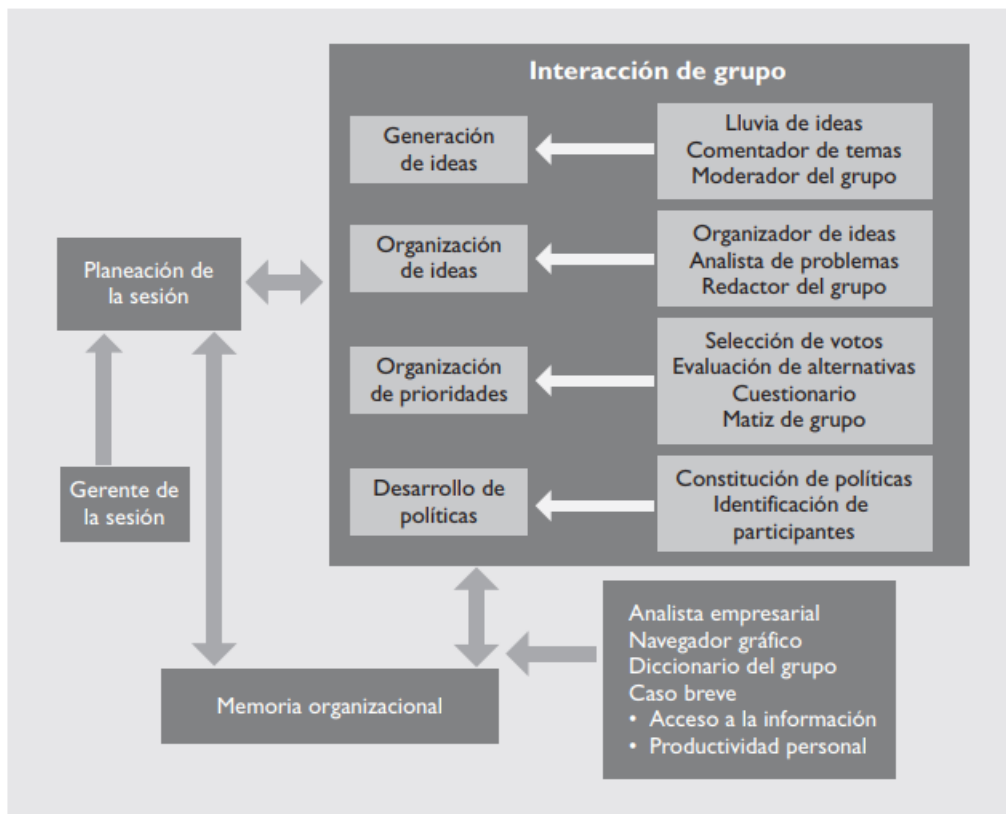 Interacción de grupo
Generación
de ideas
Lluvia de ideas
Comentador de temas
Moderador del grupo
Organización
de ideas
Organizador de ideas
Analista de problemas
Redactor del grupo
Planeación de
la sesión
Organización
de prioridades
Selección de votos
Evaluación de alternativas
Cuestionario
Matiz de grupo
Gerente de
la sesión
Desarrollo de
políticas
Constitución de políticas
Identificación de
participantes
Memoria organizacional
Analista empresarial
Navegador gráfico
Diccionario del grupo
Caso breve
• Acceso a la información
• Productividad personal